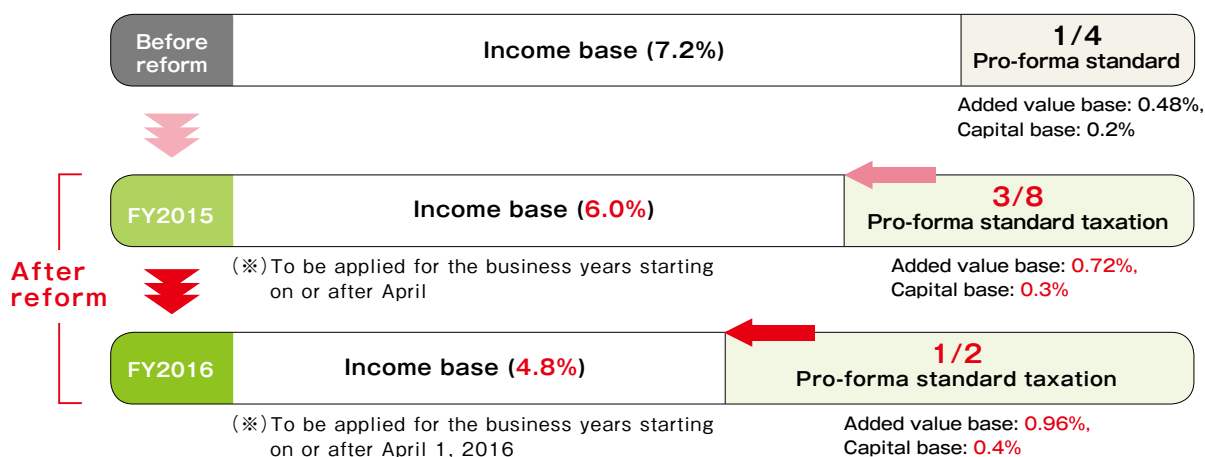 Before
reform
Income base (7.2%)
1/4
Pro-forma standard
Added value base: 0.48%,
Capital base: 0.2%
After
reform
FY2015
Income base (6.0%)
3/8
Pro-forma standard taxation
(※)To be applied for the business years starting
on or after April
Added value base: 0.72%,
Capital base: 0.3%
FY2016
Income base (4.8%)
1/2
Pro-forma standard taxation
(※)To be applied for the business years starting
on or after April 1, 2016
Added value base: 0.96%,
Capital base: 0.4%